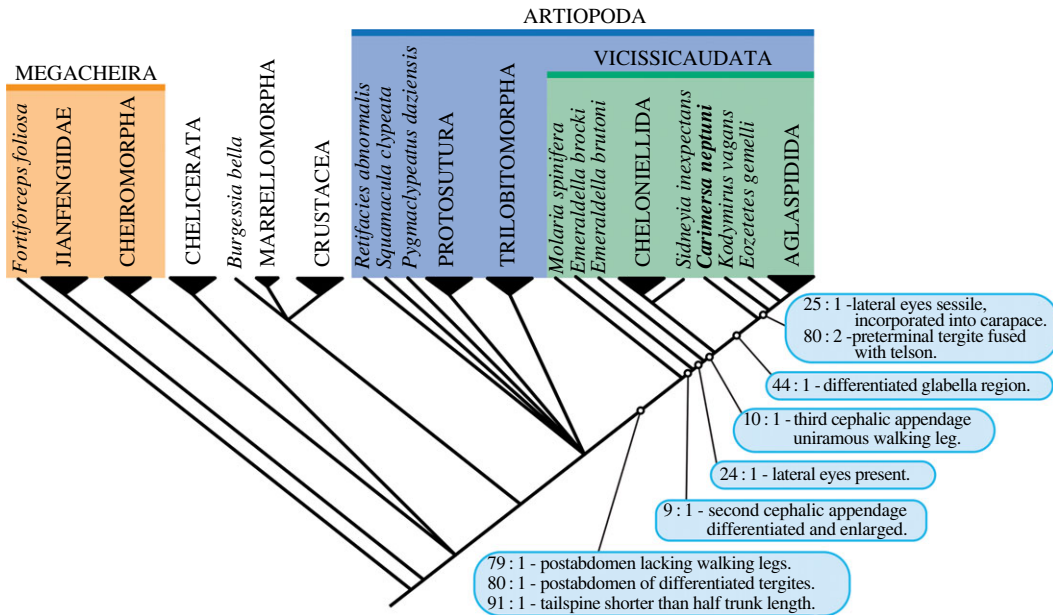 ARTIOPODA
MEGACHEIRA
VICISSICAUDATA
Fortiforceps foliosa
JIANFENGIIDAE
CHEIROMORPHA
CHELICERATA
Burgessia bella
MARRELLOMORPHA
CRUSTACEA
Retifacies abnormalis
Squamacula clypeata
Pygmaclypeatus daziensis
PROTOSUTURA
TRILOBITOMORPHA
Molaria spinifera
Emeraldella brocki
Emeraldella brutoni
CHELONIELLIDA
Sidneyia inexpectans
Carimersa neptuni
Kodymirus vagans
Eozetetes gemelli
AGLASPIDIDA
25 : 1 -lateral eyes sessile,
incorporated into carapace.
80 : 2 -preterminal tergite fused
with telson.
44 : 1 - differentiated glabella region.
10 : 1 - third cephalic appendage
uniramous walking leg.
24 : 1 - lateral eyes present.
9 : 1 - second cephalic appendage
differentiated and enlarged.
79 : 1 - postabdomen lacking walking legs.
80 : 1 - postabdomen of differentiated tergites.
91 : 1 - tailspine shorter than half trunk length.